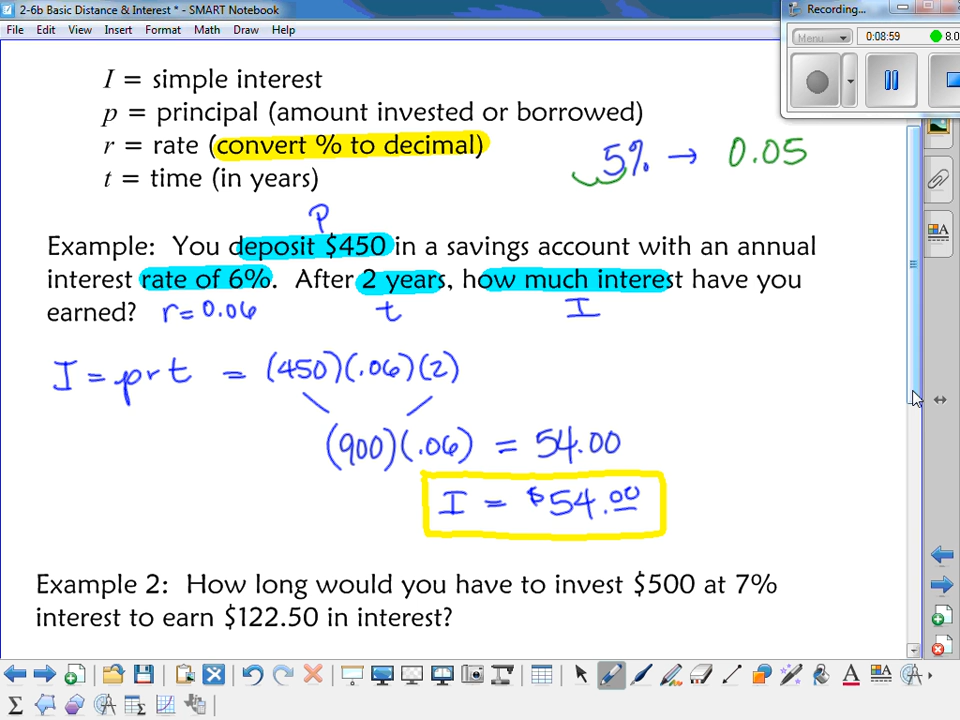 2-6b Basic Distance & Interest * - SMART Notebook
Recording...
File Edit View Insert Format Math Draw Help
Menu 0:08:59 8.0
I = simple interest
p = principal (amount invested or borrowed)
r = rate (convert % to decimal)
5% → 0.05
t = time (in years)
p
Example: You deposit $450 in a savings account with an annual
interest rate of 6%. After 2 years, how much interest have you
earned? r = 0.06 t I
I = prt = (450)(.06)(2)
(900)(.06) = 54.00
I = $54.00
Example 2: How long would you have to invest $500 at 7%
interest to earn $122.50 in interest?